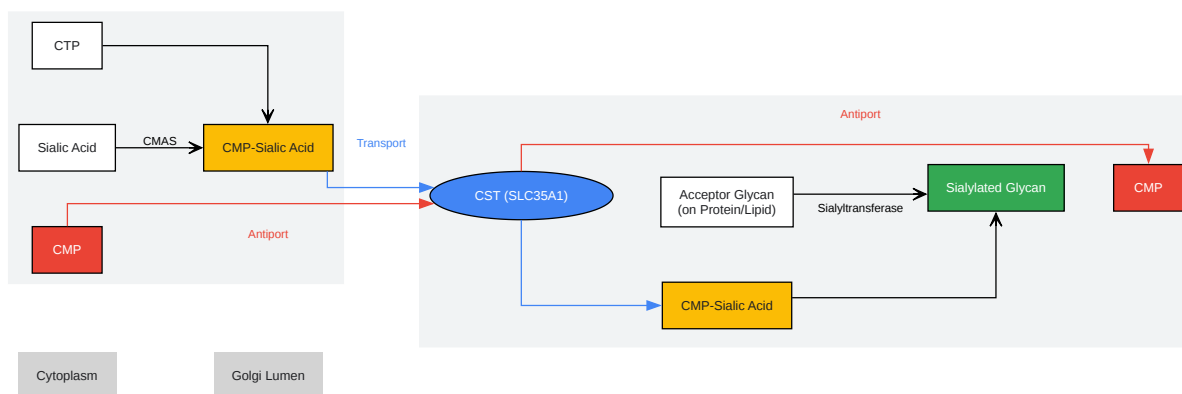 CTP
Sialic Acid
CMAS
CMP-Sialic Acid
Transport
CMP
Antiport
Antiport
CST (SLC35A1)
Acceptor Glycan
(on Protein/Lipid)
Sialyltransferase
Sialylated Glycan
CMP
CMP-Sialic Acid
Cytoplasm
Golgi Lumen